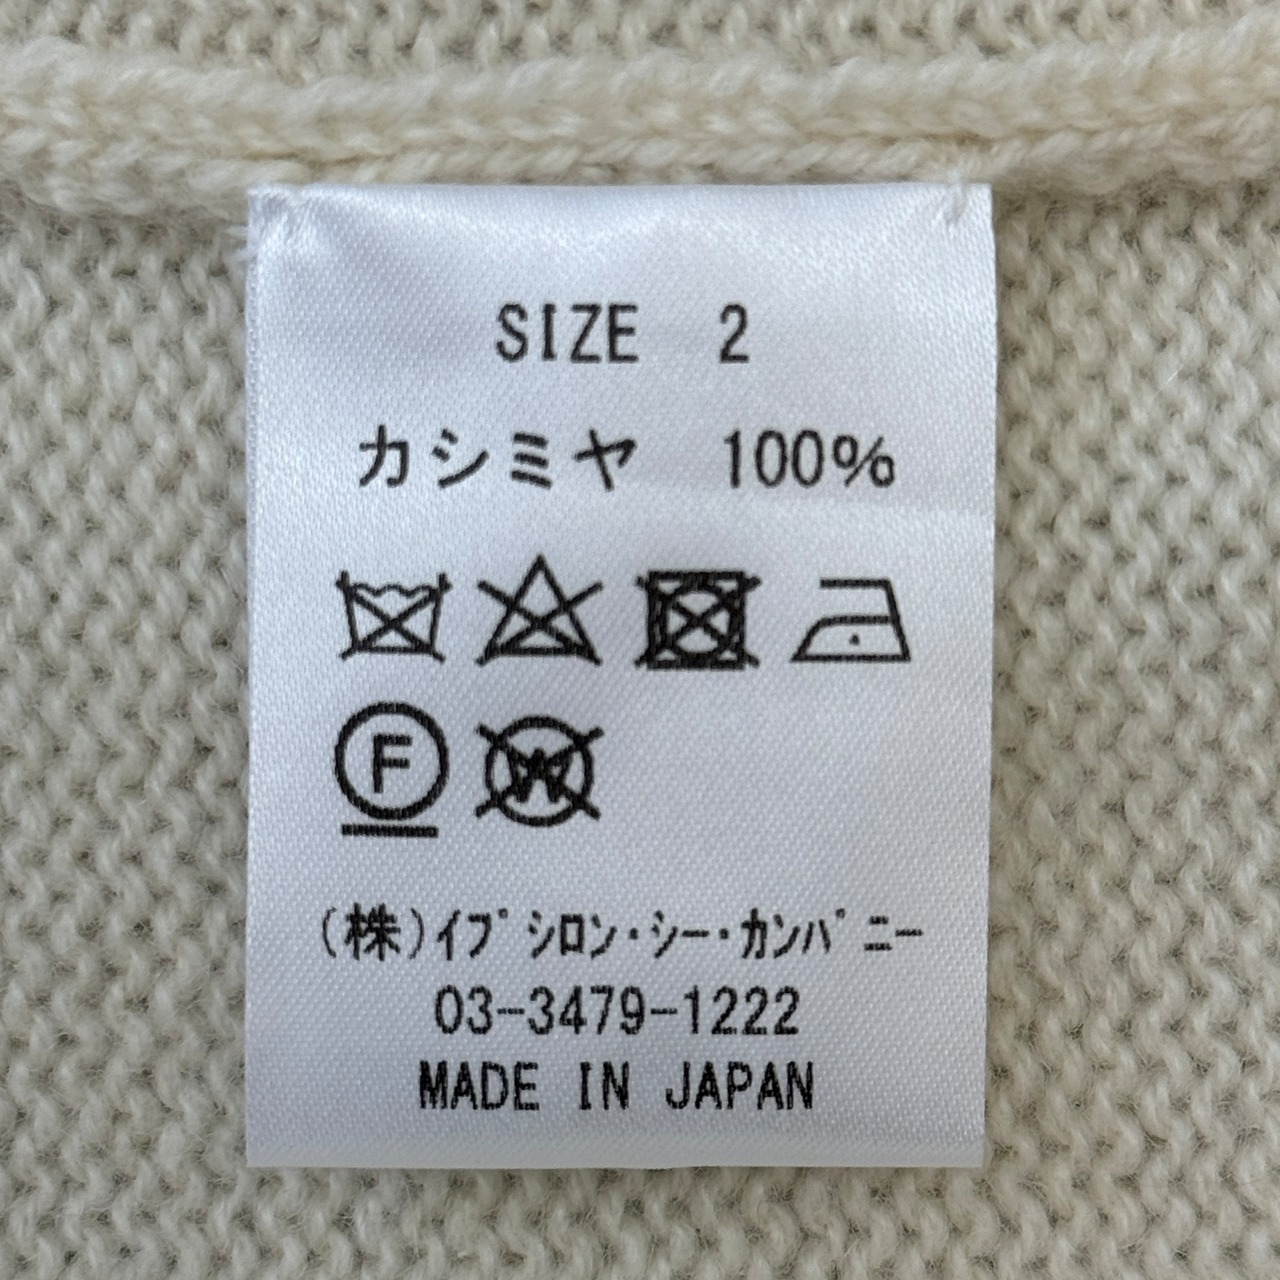 SIZE 2
カシミヤ 100%
F W
(株)イプシロン・シー・カンパニー
03-3479-1222
MADE IN JAPAN